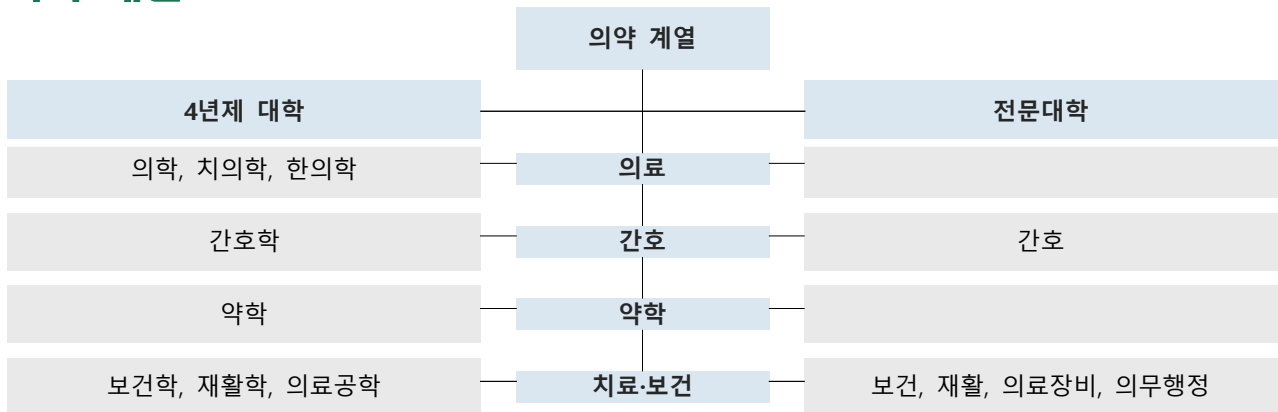 의약 계열
4년제 대학
전문대학
의학, 치의학, 한의학
의료
간호학
간호
간호
약학
약학
보건학, 재활학, 의료공학
치료·보건
보건, 재활, 의료장비, 의무행정